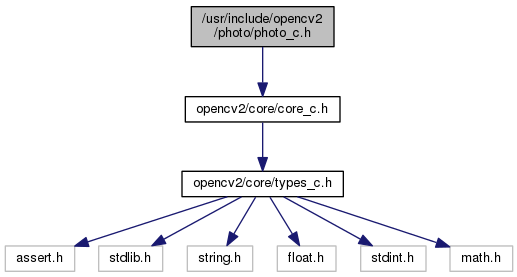 /usr/include/opencv2
/photo/photo_c.h
opencv2/core/core_c.h
opencv2/core/types_c.h
assert.h
stdlib.h
string.h
float.h
stdint.h
math.h